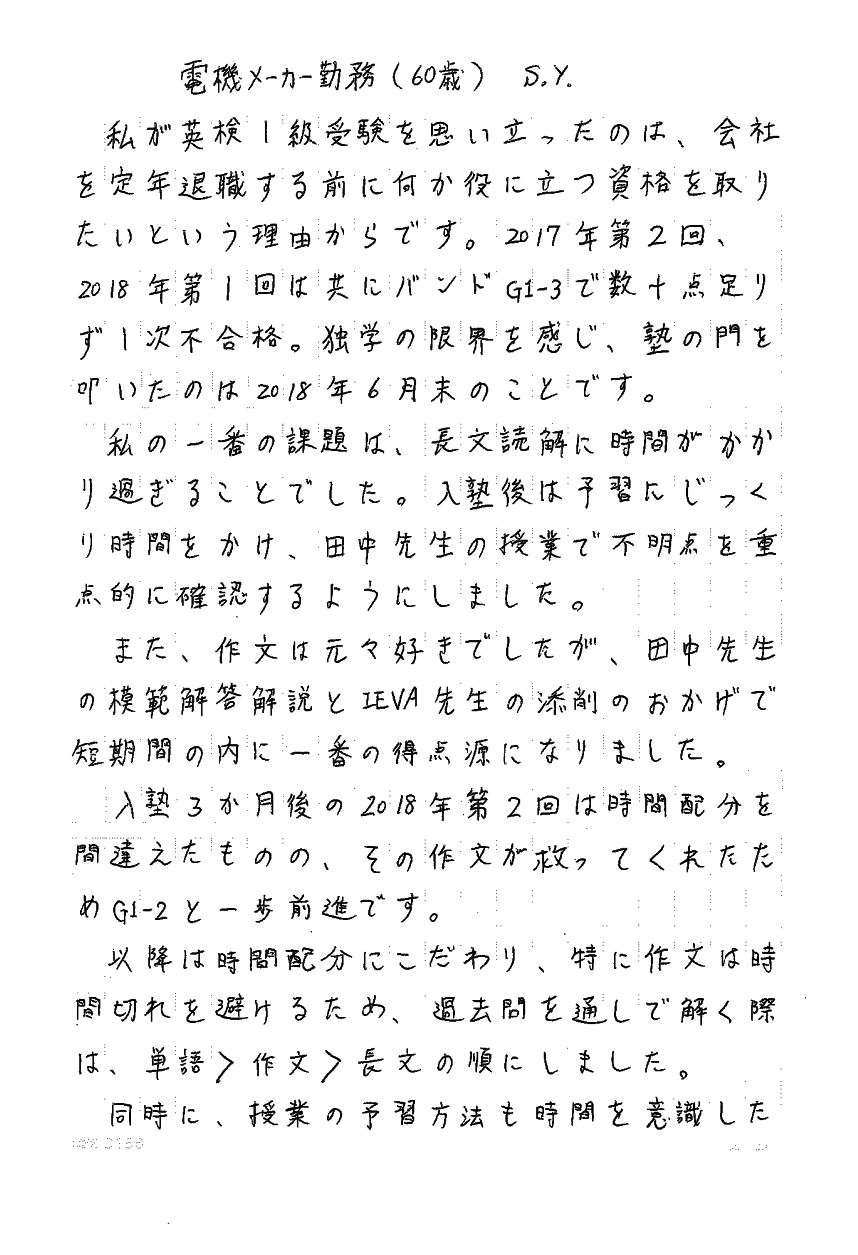 電機メーカー勤務(60歳) S.Y.
私が英検1級受験を思い立ったのは、会社
を定年退職する前に何か役に立つ資格を取り
たいという理由からです。2017年第2回、
2018年第1回は共にバンドG1-3で数十点足り
ず1次不合格。独学の限界を感じ、塾の門を
叩いたのは2018年6月末のことです。
私の一番の課題は、長文読解に時間がかか
り過ぎることでした。入塾後は予習にじっく
り時間をかけ、田中先生の授業で不明点を重
点的に確認するようにしました。
また、作文は元々好きでしたが、田中先生
の模範解答解説とIEVA先生の添削のおかげで
短期間の内に一番の得点源になりました。
入塾3か月後の2018年第2回は時間配分を
間違えたものの、その作文が救ってくれたた
めG1-2と一歩前進です。
以降は時間配分にこだわり、特に作文は時
間切れを避けるため、過去問を通しで解く際
は、単語>作文>長文の順にしました。
同時に、授業の予習方法も時間を意識した